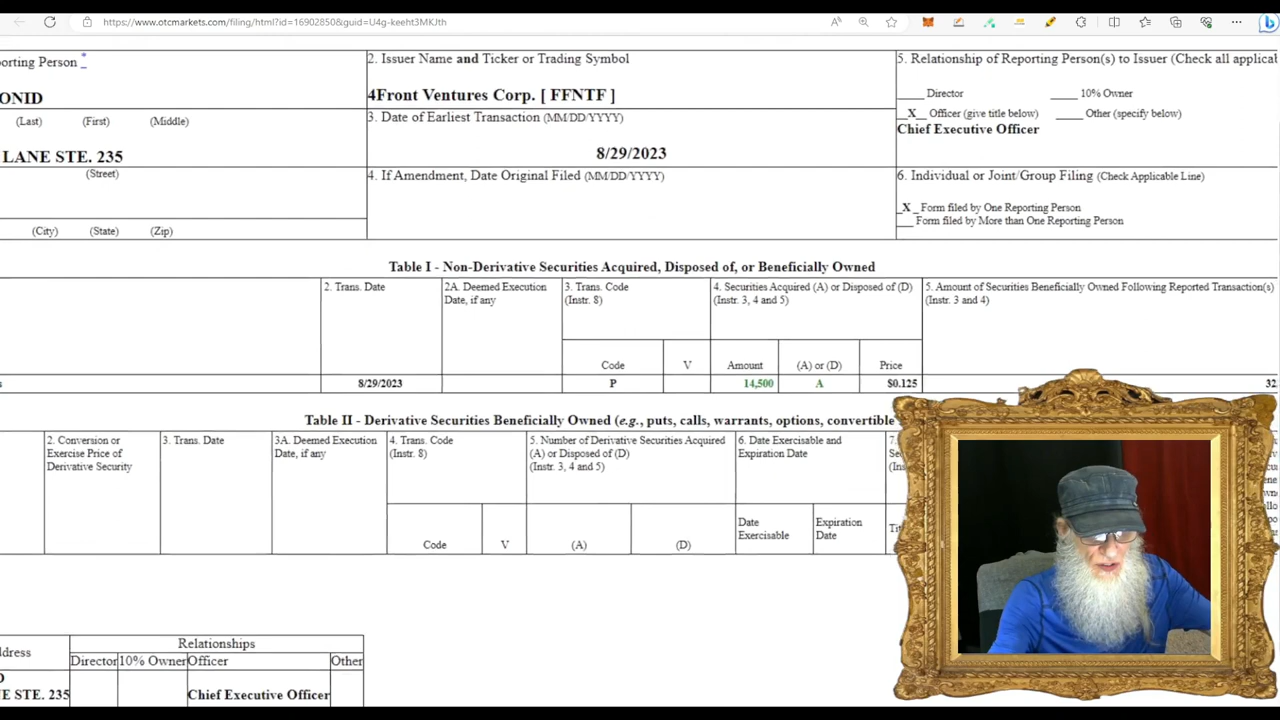 https://www.otcmarkets.com/filing/html?id=16902850&guid=U4g-keeht3MKJth
orting Person *
ONID
(Last) (First) (Middle)
LANE STE. 235
(Street)
(City) (State) (Zip)
2. Issuer Name and Ticker or Trading Symbol
4Front Ventures Corp. [ FFNTF ]
3. Date of Earliest Transaction (MM/DD/YYYY)
8/29/2023
4. If Amendment, Date Original Filed (MM/DD/YYYY)
5. Relationship of Reporting Person(s) to Issuer (Check all applicat
____ Director ____ 10% Owner
__X__ Officer (give title below) ____ Other (specify below)
Chief Executive Officer
6. Individual or Joint/Group Filing (Check Applicable Line)
_X _ Form filed by One Reporting Person
___ Form filed by More than One Reporting Person
Table I - Non-Derivative Securities Acquired, Disposed of, or Beneficially Owned
2. Trans. Date
2A. Deemed Execution
Date, if any
3. Trans. Code
(Instr. 8)
4. Securities Acquired (A) or Disposed of (D)
(Instr. 3, 4 and 5)
5. Amount of Securities Beneficially Owned Following Reported Transaction(s)
(Instr. 3 and 4)
Code V Amount (A) or (D) Price
s 8/29/2023 P 14,500 A $0.125 32
Table II - Derivative Securities Beneficially Owned (e.g., puts, calls, warrants, options, convertible
2. Conversion or
Exercise Price of
Derivative Security
3. Trans. Date
3A. Deemed Execution
Date, if any
4. Trans. Code
(Instr. 8)
5. Number of Derivative Securities Acquired
(A) or Disposed of (D)
(Instr. 3, 4 and 5)
6. Date Exercisable and
Expiration Date
7.
Sec
(Ins
Code V (A) (D)
Date
Exercisable
Expiration
Date
Tit
Relationships
ddress
Director 10% Owner Officer Other
D
NE STE. 235 Chief Executive Officer